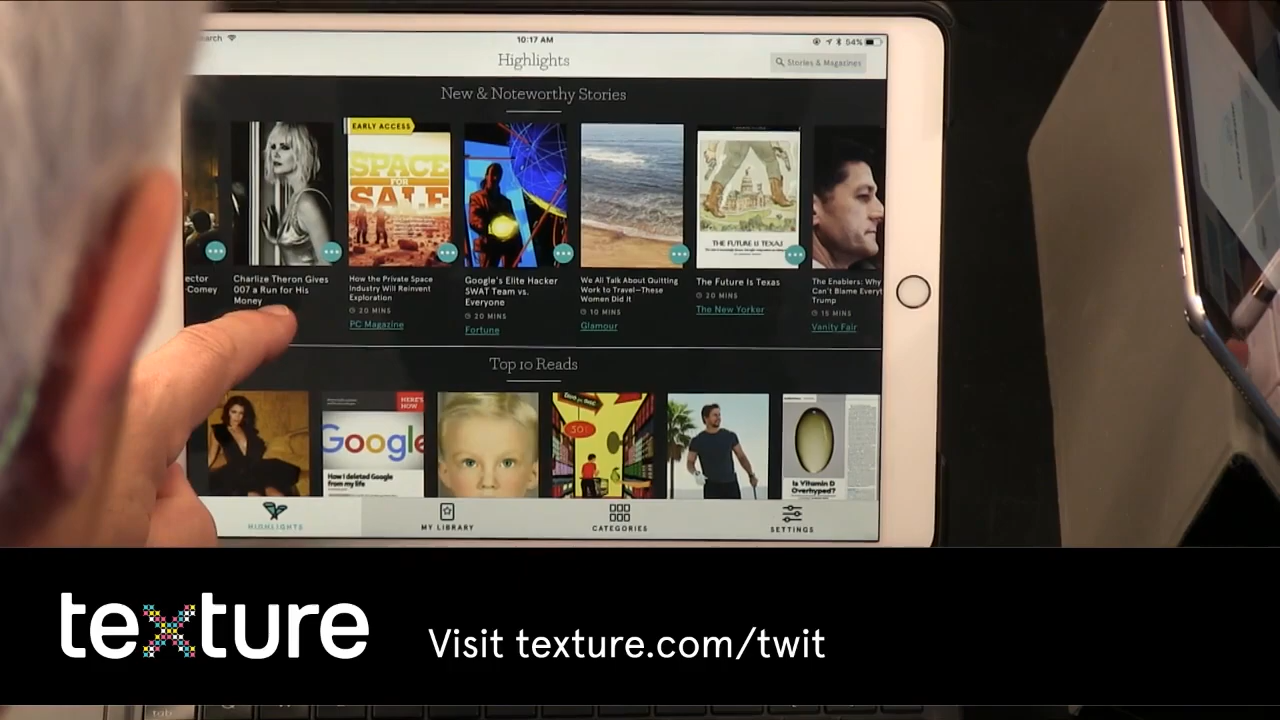 10:17 AM
54%
Highlights
Stories & Magazines
New & Noteworthy Stories
EARLY ACCESS
SPACE
FOR
SALE
THE FUTURE IS TEXAS
Charlize Theron Gives
007 a Run for His
Money
How the Private Space
Industry Will Reinvent
Exploration
20 MINS
PC Magazine
Google's Elite Hacker
SWAT Team vs.
Everyone
20 MINS
Fortune
We All Talk About Quitting
Work to Travel—These
Women Did It
10 MINS
Glamour
The Future Is Texas
20 MINS
The New Yorker
The Enablers: Why
Can't Blame
Trump
15 MINS
Vanity Fair
Top 10 Reads
HERE'S
NOW
Google
How I deleted Google
from my life
Is Vitamin D
Overhyped?
HIGHLIGHTS
MY LIBRARY
CATEGORIES
SETTINGS
texture
Visit texture.com/twit
tab